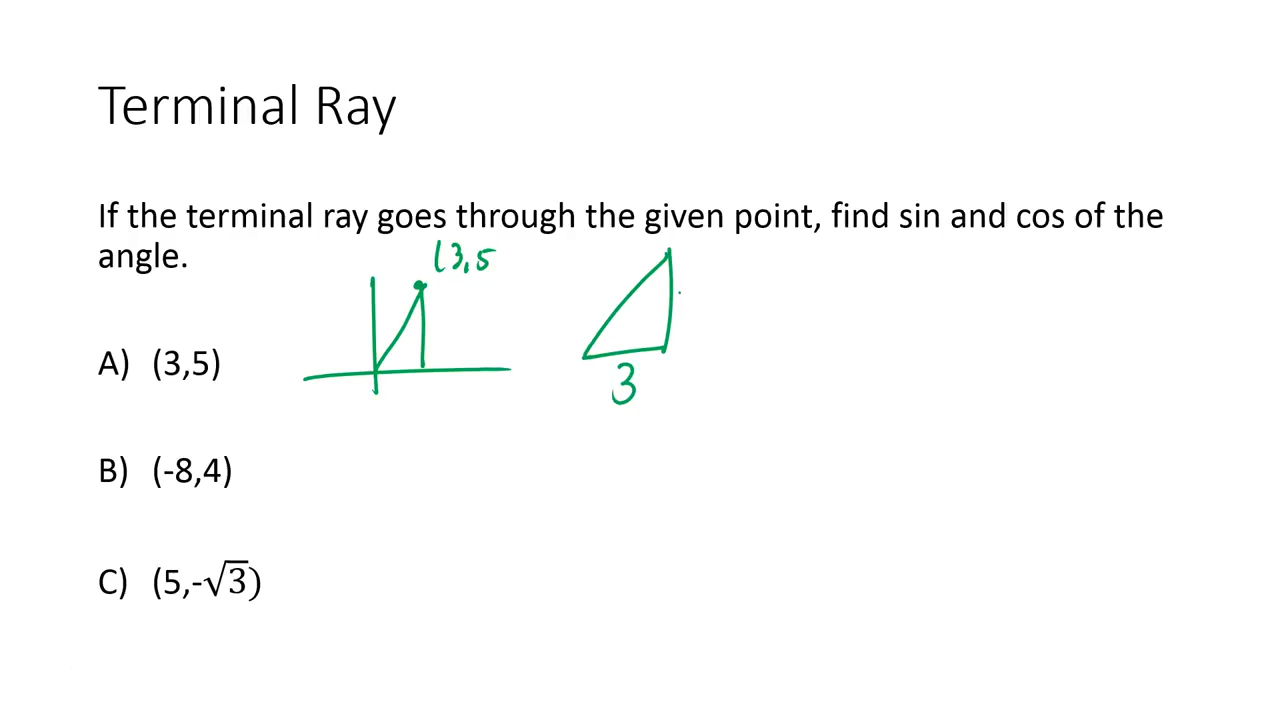 Terminal Ray
If the terminal ray goes through the given point, find sin and cos of the
angle.
(3,5
A) (3,5)
3
B) (-8,4)
C) (5,-√3)